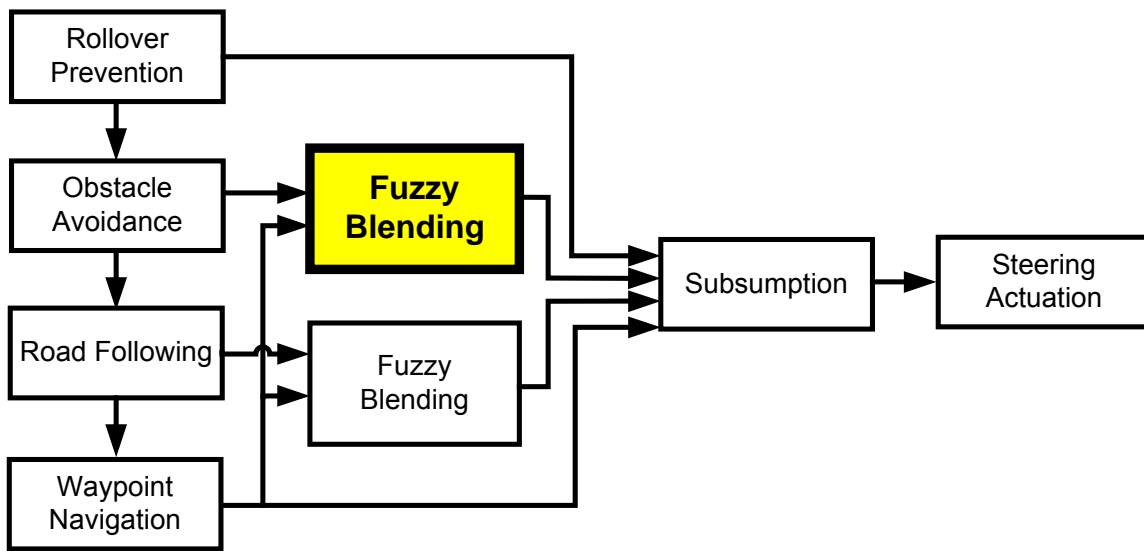 Rollover
Prevention
Obstacle
Avoidance
Fuzzy
Blending
Subsumption
Steering
Actuation
Road Following
Fuzzy
Blending
Waypoint
Navigation